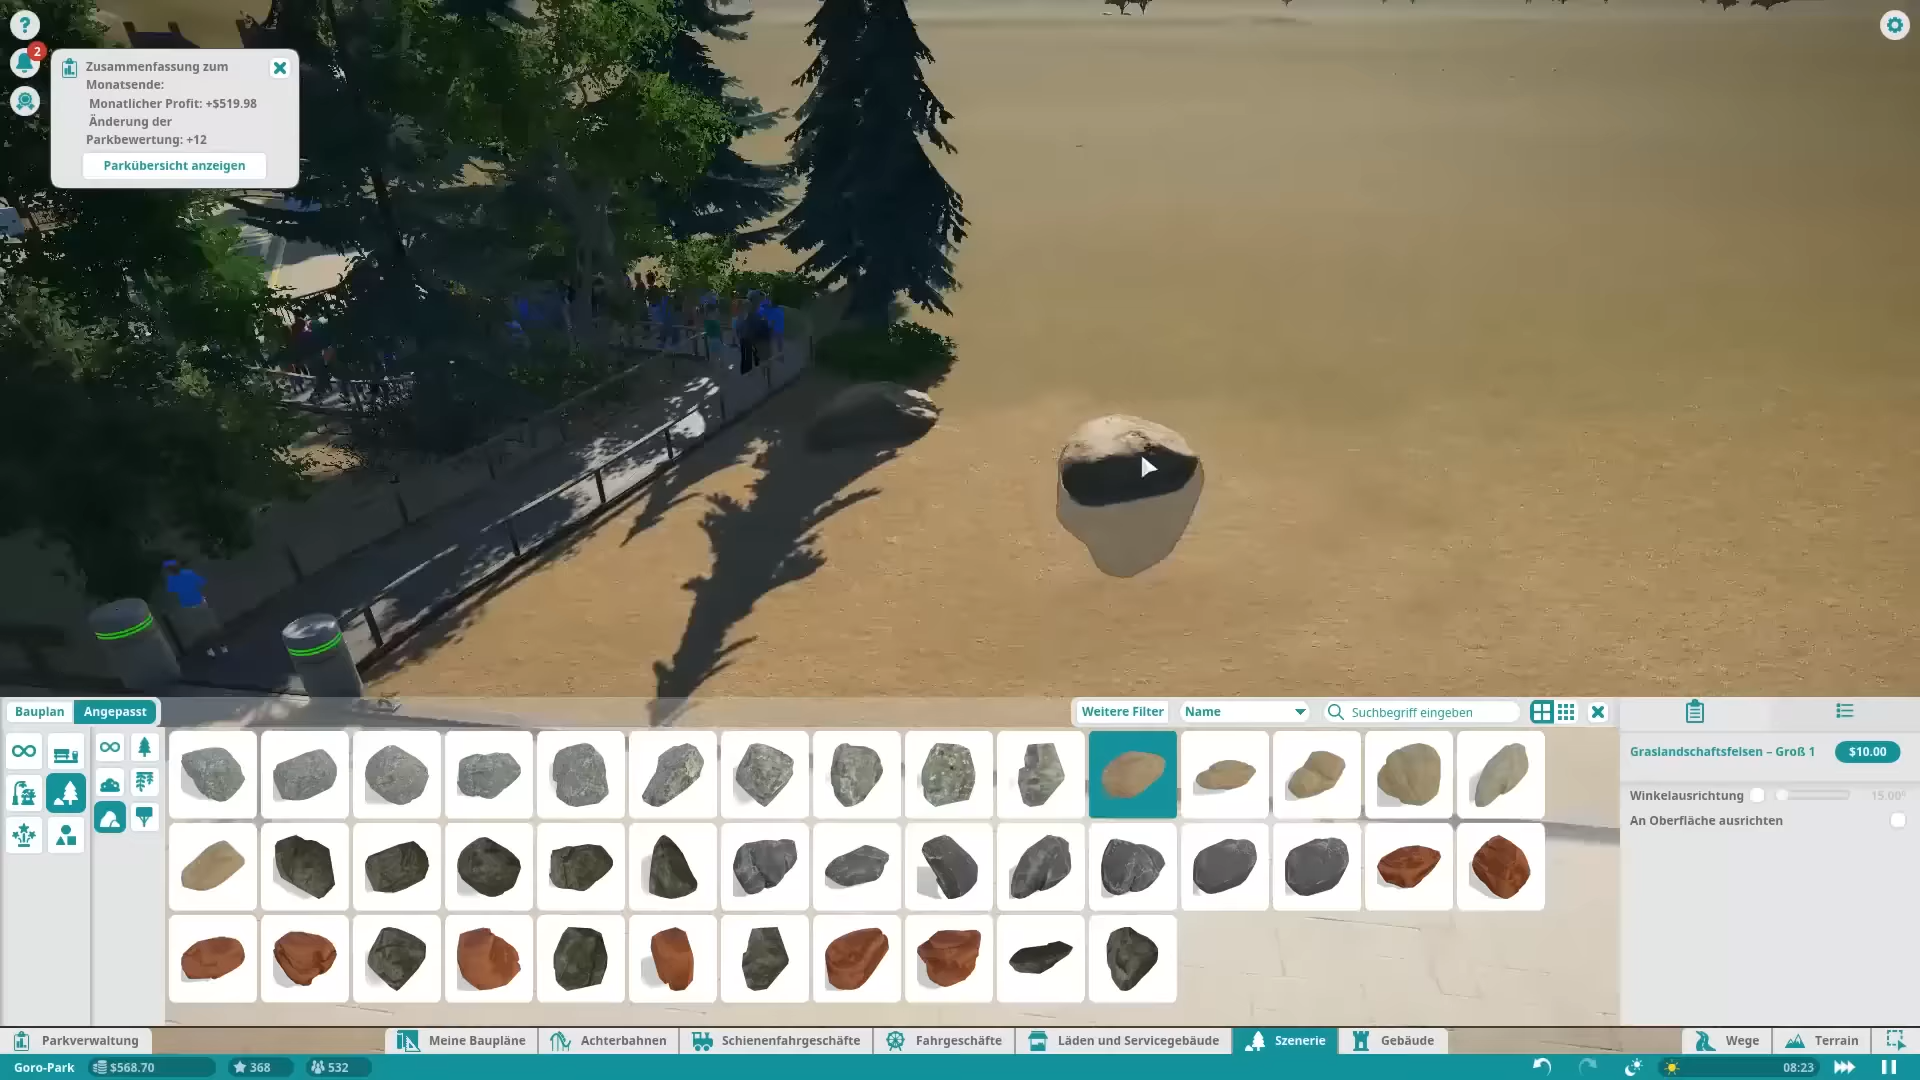 ?
2
Zusammenfassung zum
Monatsende:
Monatlicher Profit: +$519.98
Änderung der
Parkbewertung: +12
Parkübersicht anzeigen
Bauplan
Angepasst
Weitere Filter
Name
Suchbegriff eingeben
Graslandschaftsfelsen – Groß 1
$10.00
Winkelausrichtung
15.00°
An Oberfläche ausrichten
Parkverwaltung
Meine Baupläne
Achterbahnen
Schienenfahrgeschäfte
Fahrgeschäfte
Läden und Servicegebäude
Szenerie
Gebäude
Wege
Terrain
Goro-Park
$568.70
368
532
08:23